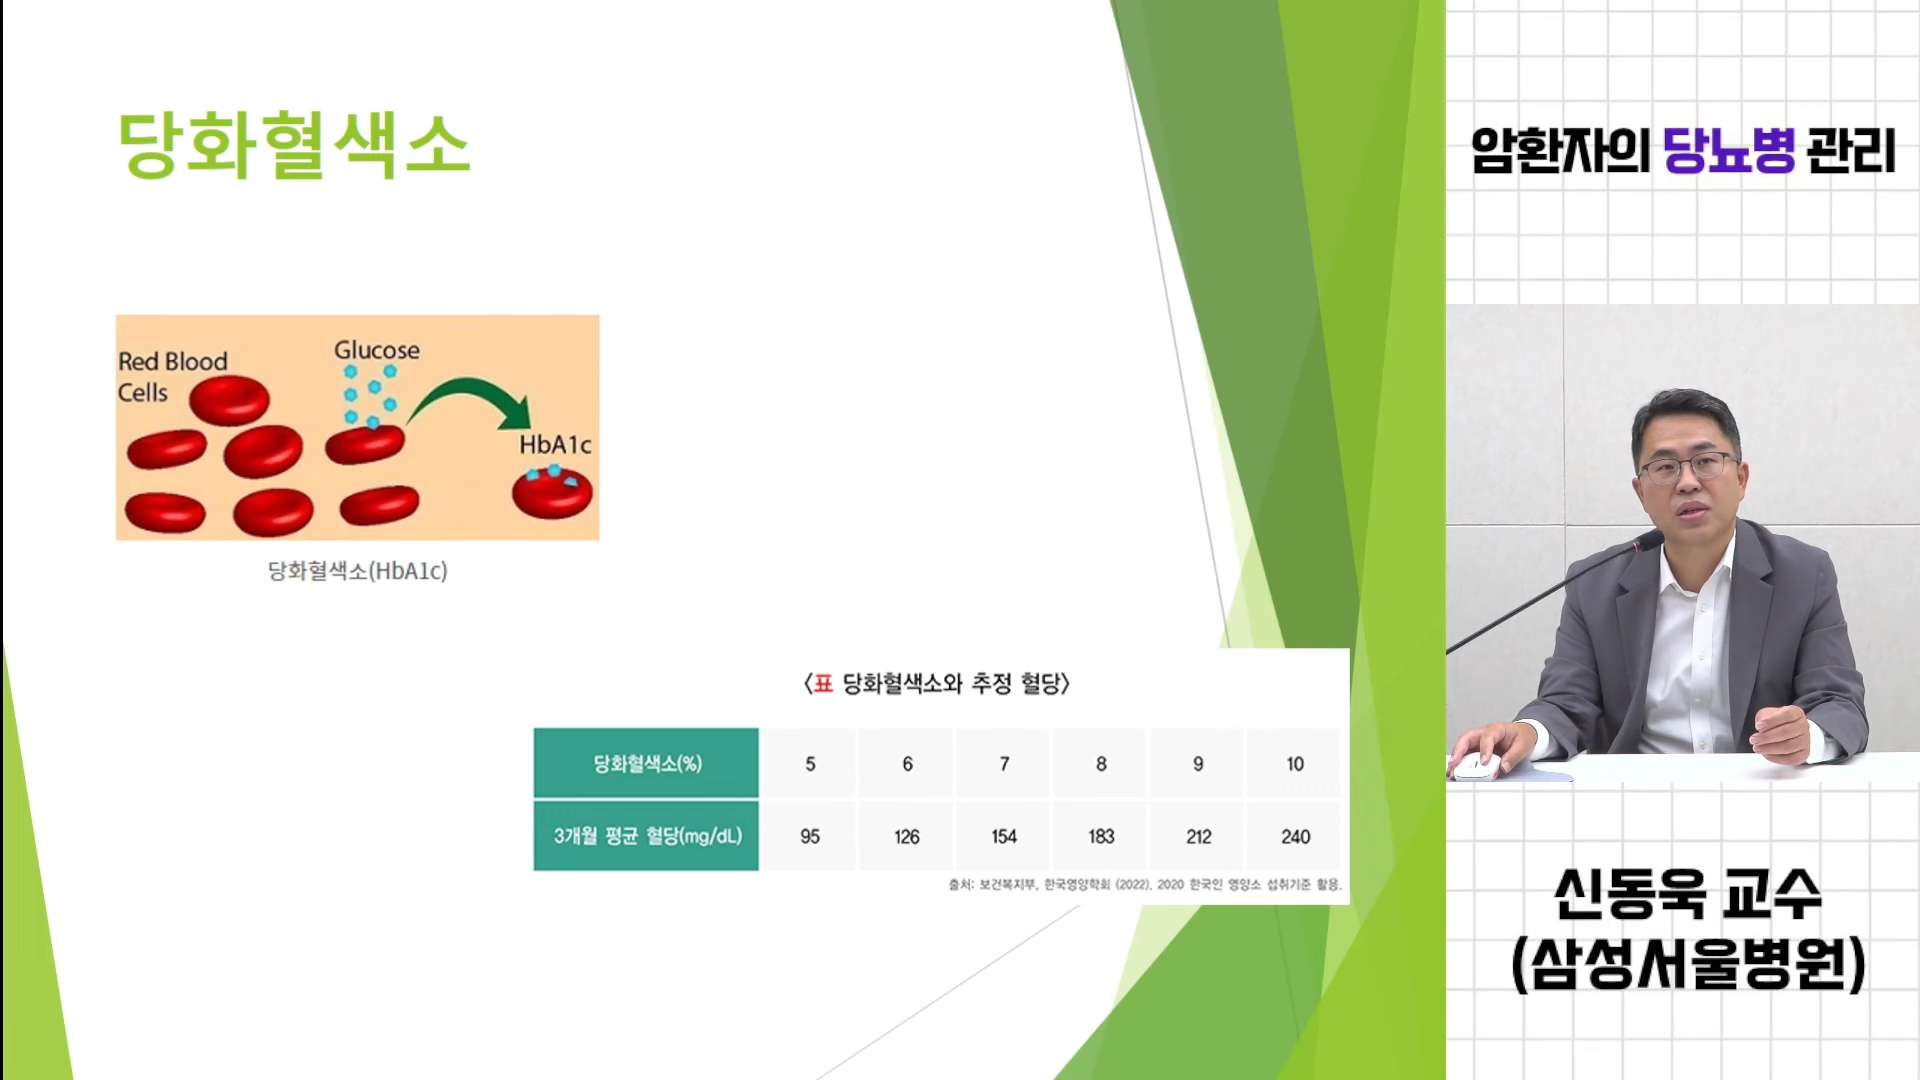 당화혈색소
Red Blood
Cells
Glucose
HbA1c
당화혈색소(HbA1c)
〈표 당화혈색소와 추정 혈당〉
당화혈색소(%) 5 6 7 8 9 10
3개월 평균 혈당(mg/dL) 95 126 154 183 212 240
출처: 보건복지부, 한국영양학회 (2022), 2020 한국인 영양소 섭취기준 활용.
암환자의 당뇨병 관리
신동욱 교수
(삼성서울병원)